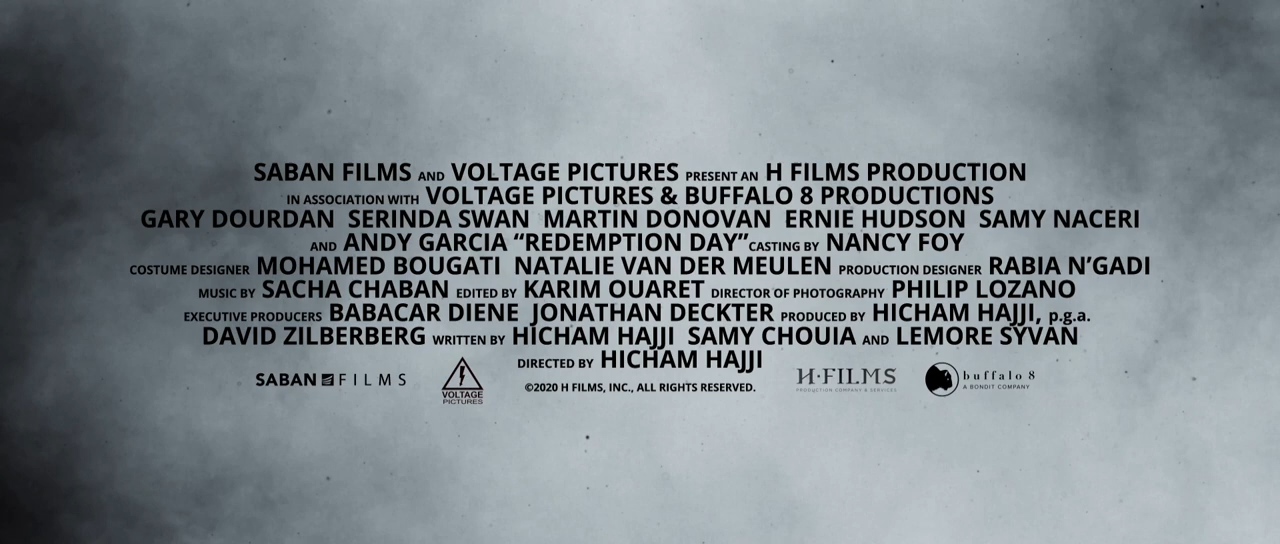 SABAN FILMS AND VOLTAGE PICTURES PRESENT AN H FILMS PRODUCTION
IN ASSOCIATION WITH VOLTAGE PICTURES & BUFFALO 8 PRODUCTIONS
GARY DOURDAN SERINDA SWAN MARTIN DONOVAN ERNIE HUDSON SAMY NACERI
AND ANDY GARCIA “REDEMPTION DAY” CASTING BY NANCY FOY
COSTUME DESIGNER MOHAMED BOUGATI NATALIE VAN DER MEULEN PRODUCTION DESIGNER RABIA N’GADI
MUSIC BY SACHA CHABAN EDITED BY KARIM OUARET DIRECTOR OF PHOTOGRAPHY PHILIP LOZANO
EXECUTIVE PRODUCERS BABACAR DIENE JONATHAN DECKTER PRODUCED BY HICHAM HAJJI, p.g.a.
DAVID ZILBERBERG WRITTEN BY HICHAM HAJJI SAMY CHOUIA AND LEMORE SYVAN
DIRECTED BY HICHAM HAJJI
SABAN FILMS
VOLTAGE
PICTURES
©2020 H FILMS, INC., ALL RIGHTS RESERVED.
H·FILMS
PRODUCTION COMPANY & SERVICES
buffalo 8
A BONDIT COMPANY